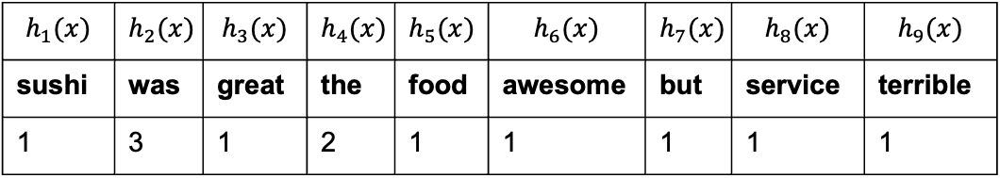 h₁(x) h₂(x) h₃(x) h₄(x) h₅(x) h₆(x) h₇(x) h₈(x) h₉(x)
sushi was great the food awesome but service terrible
1 3 1 2 1 1 1 1 1